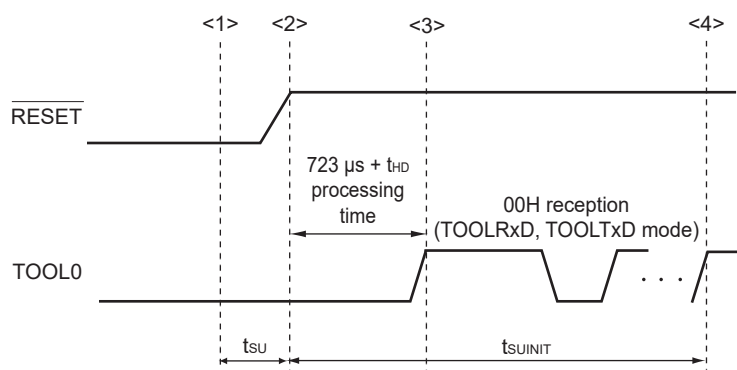 <1> <2> <3> <4>
RESET
723 µs + tHD
processing
time
00H reception
(TOOLRxD, TOOLTxD mode)
TOOL0
. . .
tSU
tSUINIT